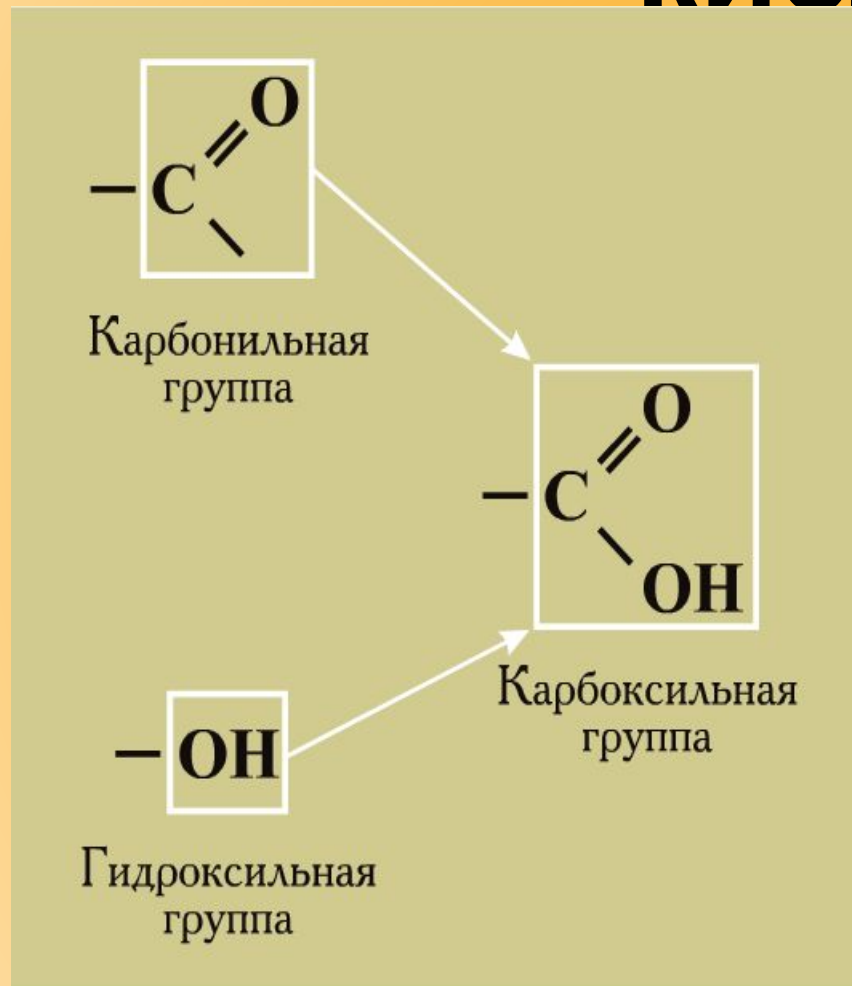 O
C
Карбонильная
группа
O
C
OH
Карбоксильная
группа
OH
Гидроксильная
группа